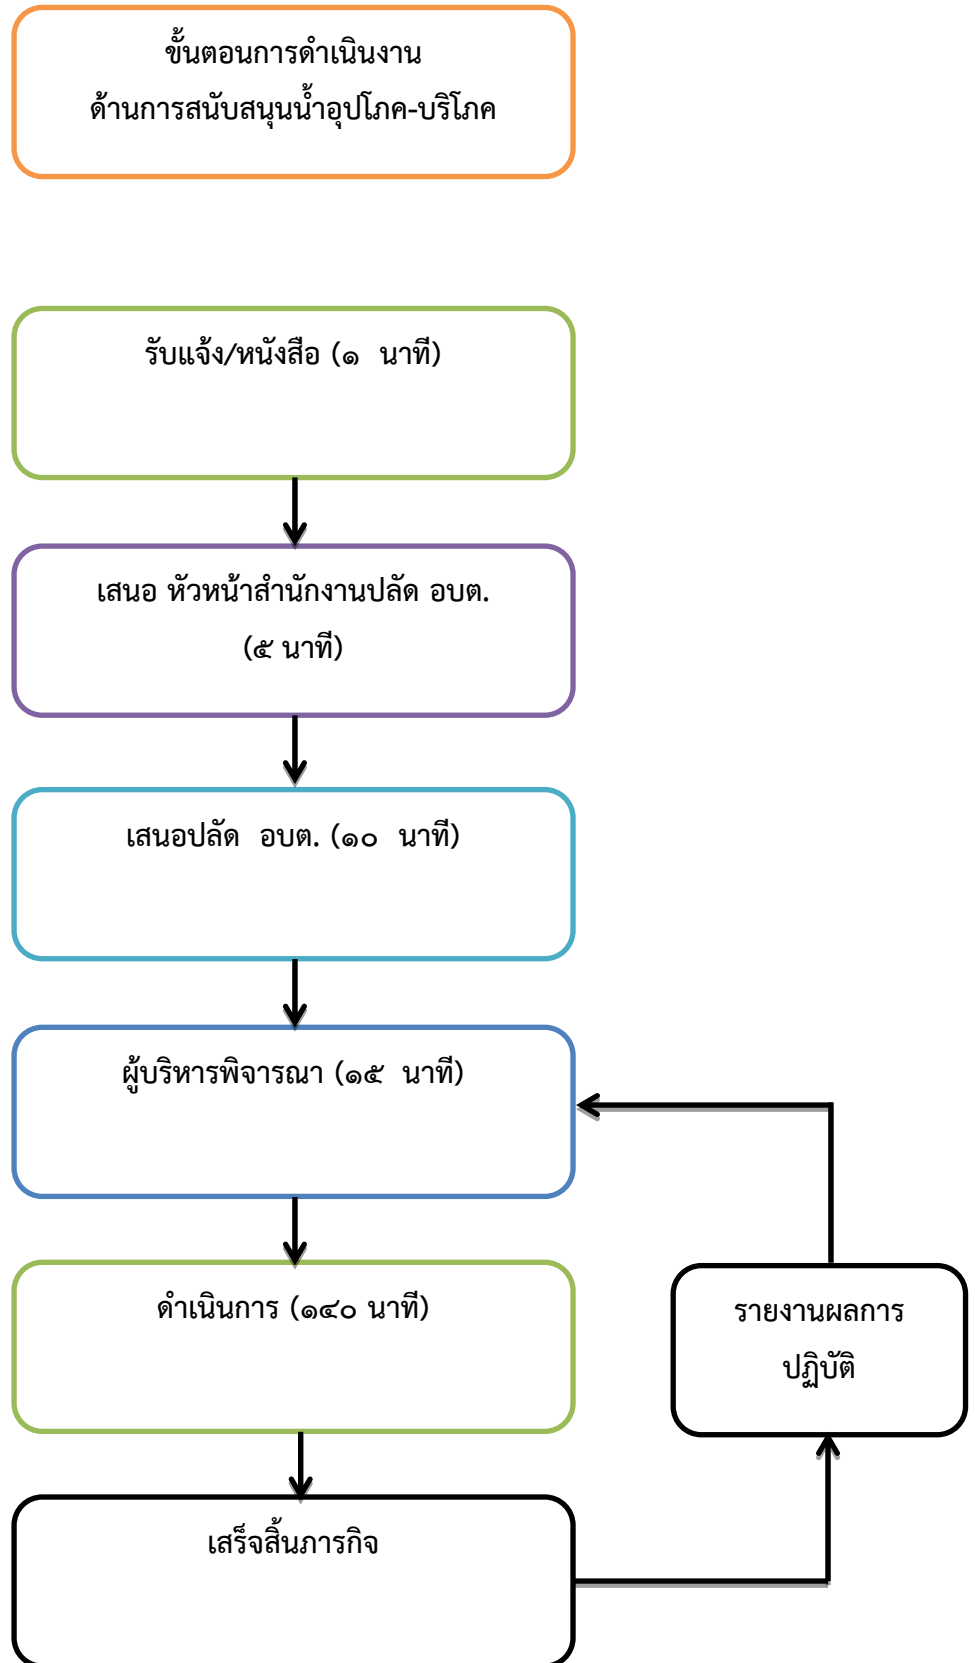 ขั้นตอนการดำเนินงาน
ด้านการสนับสนุนน้ำอุปโภค-บริโภค
รับแจ้ง/หนังสือ (๑ นาที)
เสนอ หัวหน้าสำนักงานปลัด อบต.
(๕ นาที)
เสนอปลัด อบต. (๑๐ นาที)
ผู้บริหารพิจารณา (๑๕ นาที)
ดำเนินการ (๑๔๐ นาที)
รายงานผลการ
ปฏิบัติ
เสร็จสิ้นภารกิจ